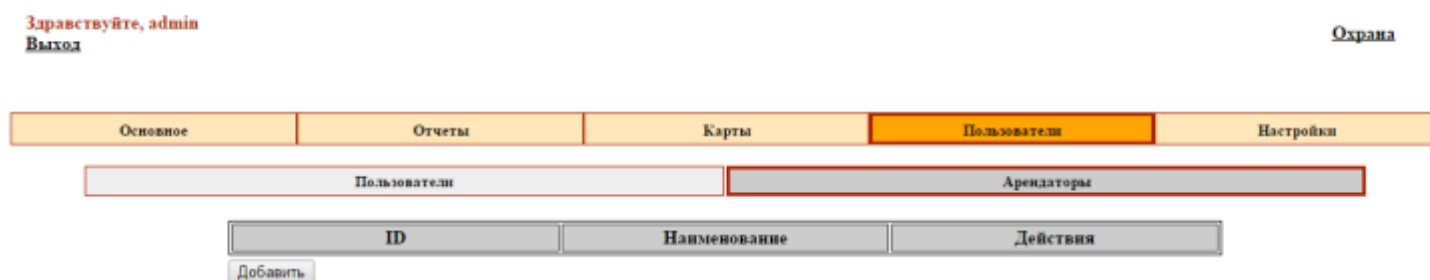 Здравствуйте, admin
Выход
Охрана
Основное Отчеты Карты Пользователи Настройки
Пользователи Арендаторы
ID Наименование Действия
Добавить